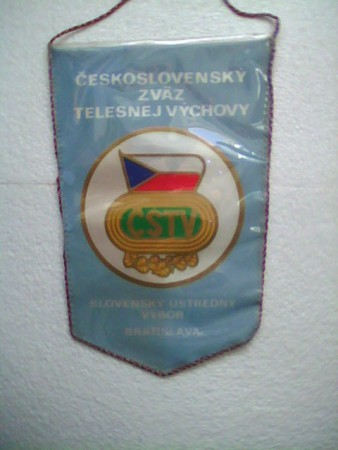 ČESKOSLOVENSKÝ
ZVÄZ
TELESNEJ VÝCHOVY
ČSTV
SLOVENSKÝ ÚSTREDNÝ
VÝBOR
BRATISLAVA